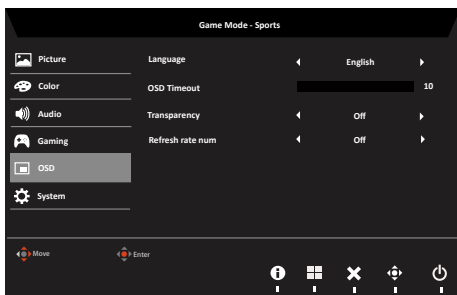 Game Mode - Sports
Picture
Language English
Color
OSD Timeout 10
Audio
Transparency Off
Gaming
Refresh rate num Off
OSD
System
Move Enter